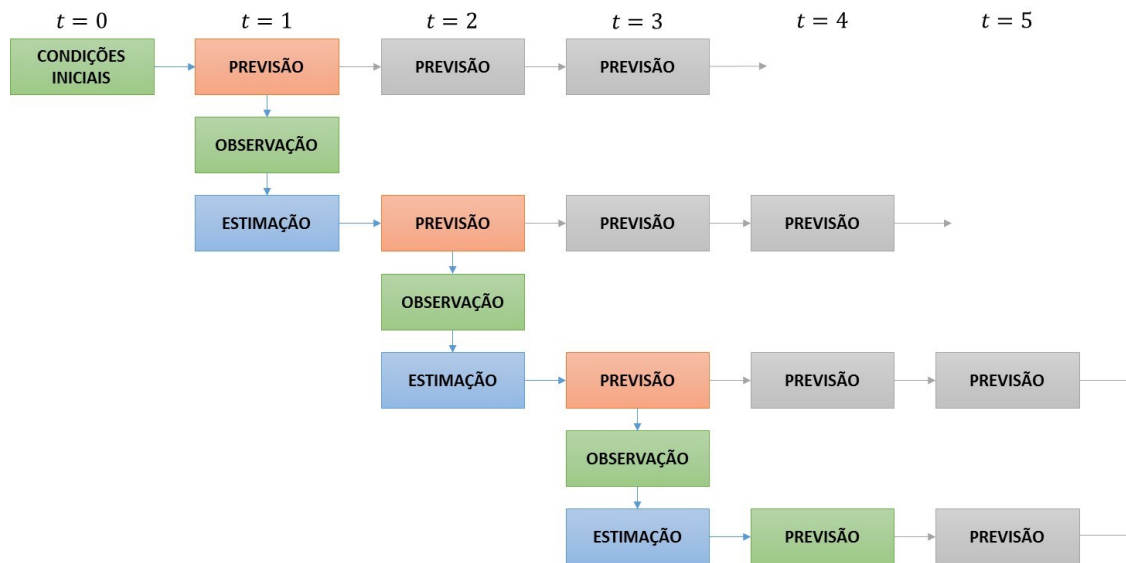 t = 0 t = 1 t = 2 t = 3 t = 4 t = 5
CONDIÇÕES
INICIAIS
PREVISÃO PREVISÃO PREVISÃO
OBSERVAÇÃO
ESTIMAÇÃO PREVISÃO PREVISÃO PREVISÃO
OBSERVAÇÃO
ESTIMAÇÃO PREVISÃO PREVISÃO PREVISÃO
OBSERVAÇÃO
ESTIMAÇÃO PREVISÃO PREVISÃO